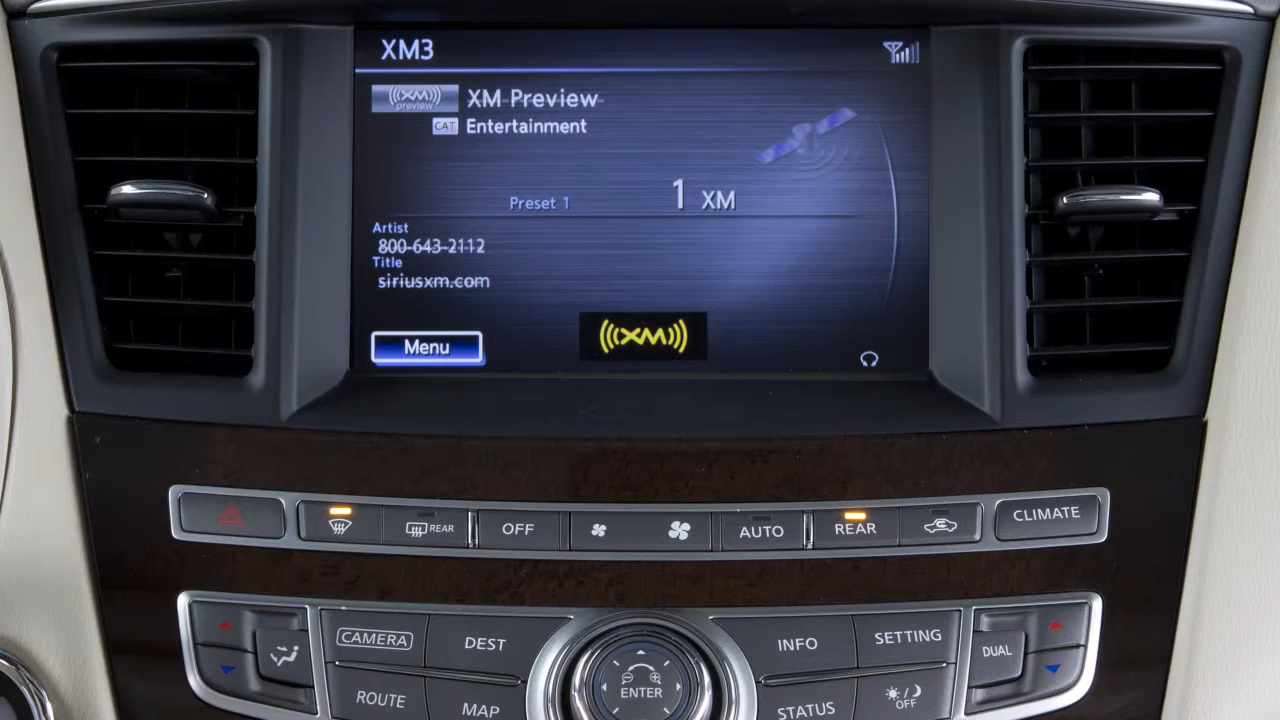 XM3
XM preview XM Preview
CAT Entertainment
Preset 1 1 XM
Artist
800-643-2112
Title
siriusxm.com
Menu
XM
REAR
OFF
AUTO
REAR
CLIMATE
CAMERA
DEST
INFO
SETTING
DUAL
ENTER
ROUTE
MAP
STATUS
OFF